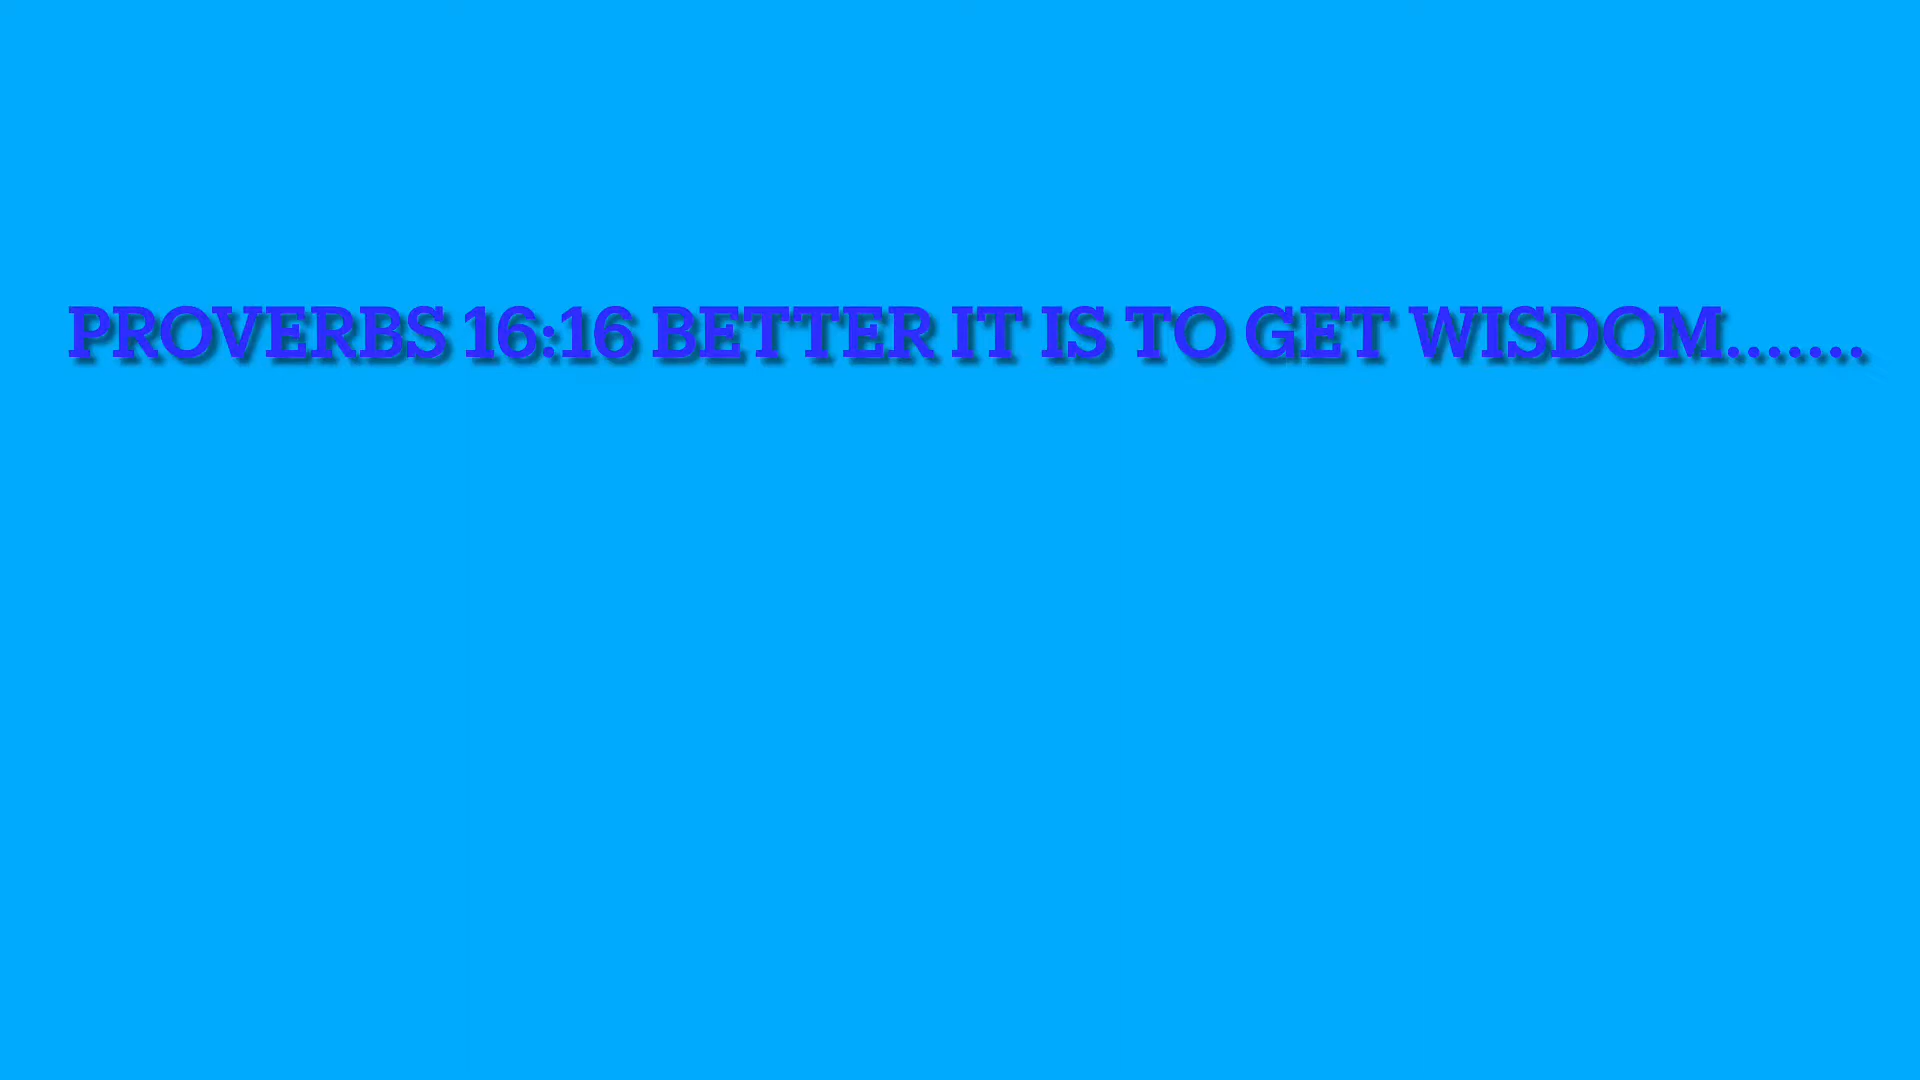 PROVERBS 16:16 BETTER IT IS TO GET WISDOM.......